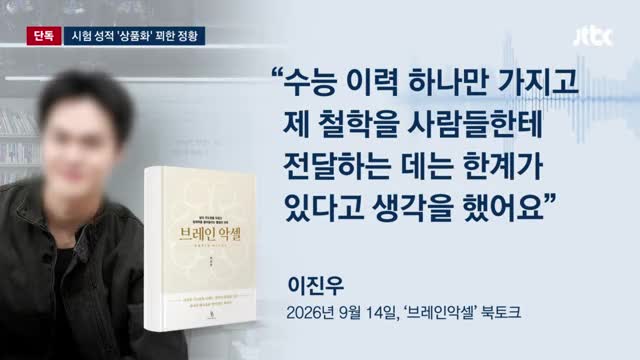 단독
시험 성적 '상품화' 꾀한 정황
jtbc
“수능 이력 하나만 가지고
제 철학을 사람들한테
전달하는 데는 한계가
있다고 생각을 했어요”
브레인 악셀
이진우
2026년 9월 14일, ‘브레인악셀’ 북토크